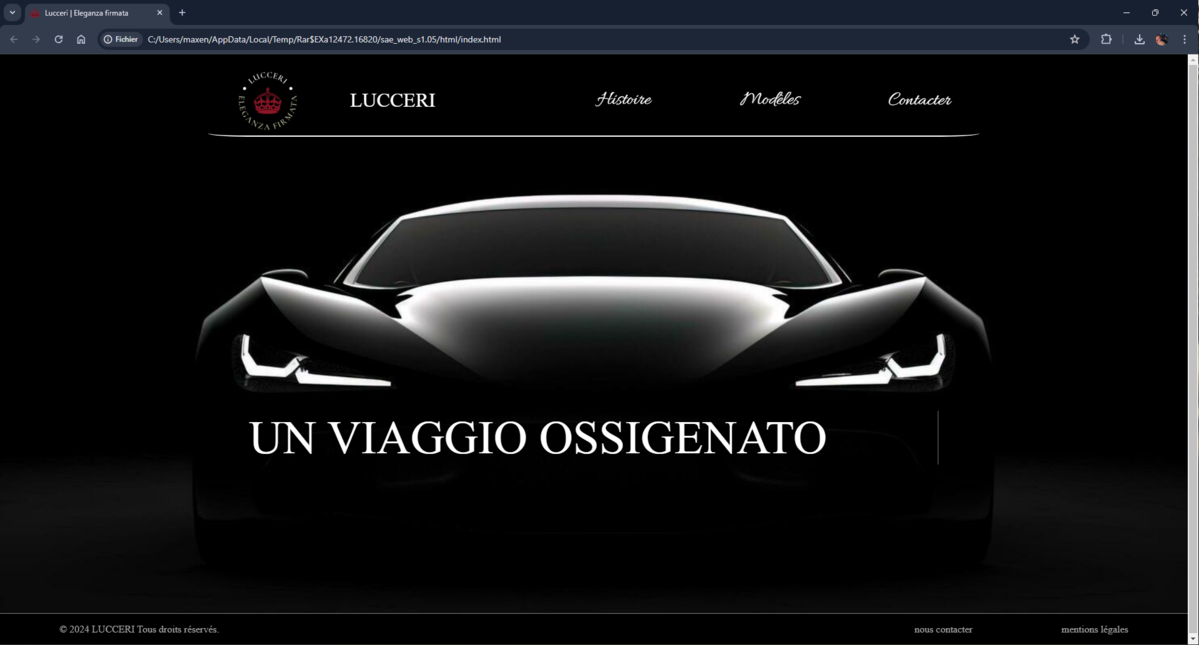 Lucceri | Eleganza firmata
Fichier C:/Users/maxen/AppData/Local/Temp/Rar$EXa12472.16820/sae_web_s1.05/html/index.html
LUCCERI
ELEGANZA FIRMATA
LUCCERI
Histoire
Modèles
Contacter
UN VIAGGIO OSSIGENATO
© 2024 LUCCERI Tous droits réservés.
nous contacter
mentions légales